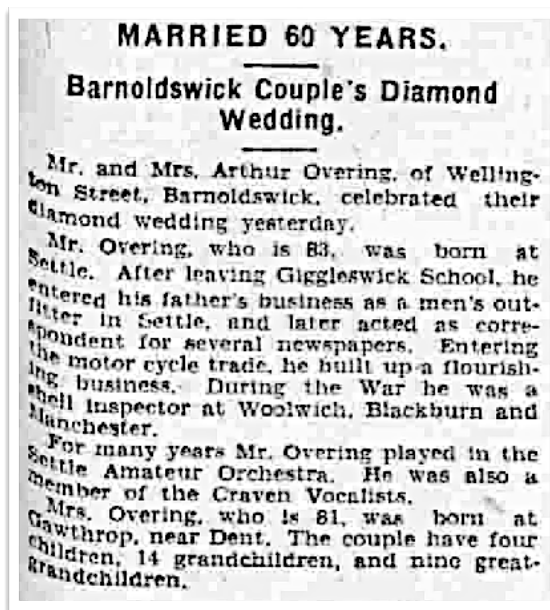 MARRIED 60 YEARS.
Barnoldswick Couple's Diamond
Wedding.
Mr. and Mrs. Arthur Overing, of Welling-
ton Street, Barnoldswick, celebrated their
diamond wedding yesterday.
Mr. Overing, who is 83, was born at
Settle. After leaving Giggleswick School, he
entered his father's business as a men's out-
fitter in Settle, and later acted as corre-
spondent for several newspapers. Entering
the motor cycle trade, he built up a flourish-
ing business. During the War he was a
shell inspector at Woolwich, Blackburn and
Manchester.
For many years Mr. Overing played in the
Settle Amateur Orchestra. He was also a
member of the Craven Vocalists.
Mrs. Overing, who is 81, was born at
Gawthrop, near Dent. The couple have four
children, 14 grandchildren, and nine great-
grandchildren.